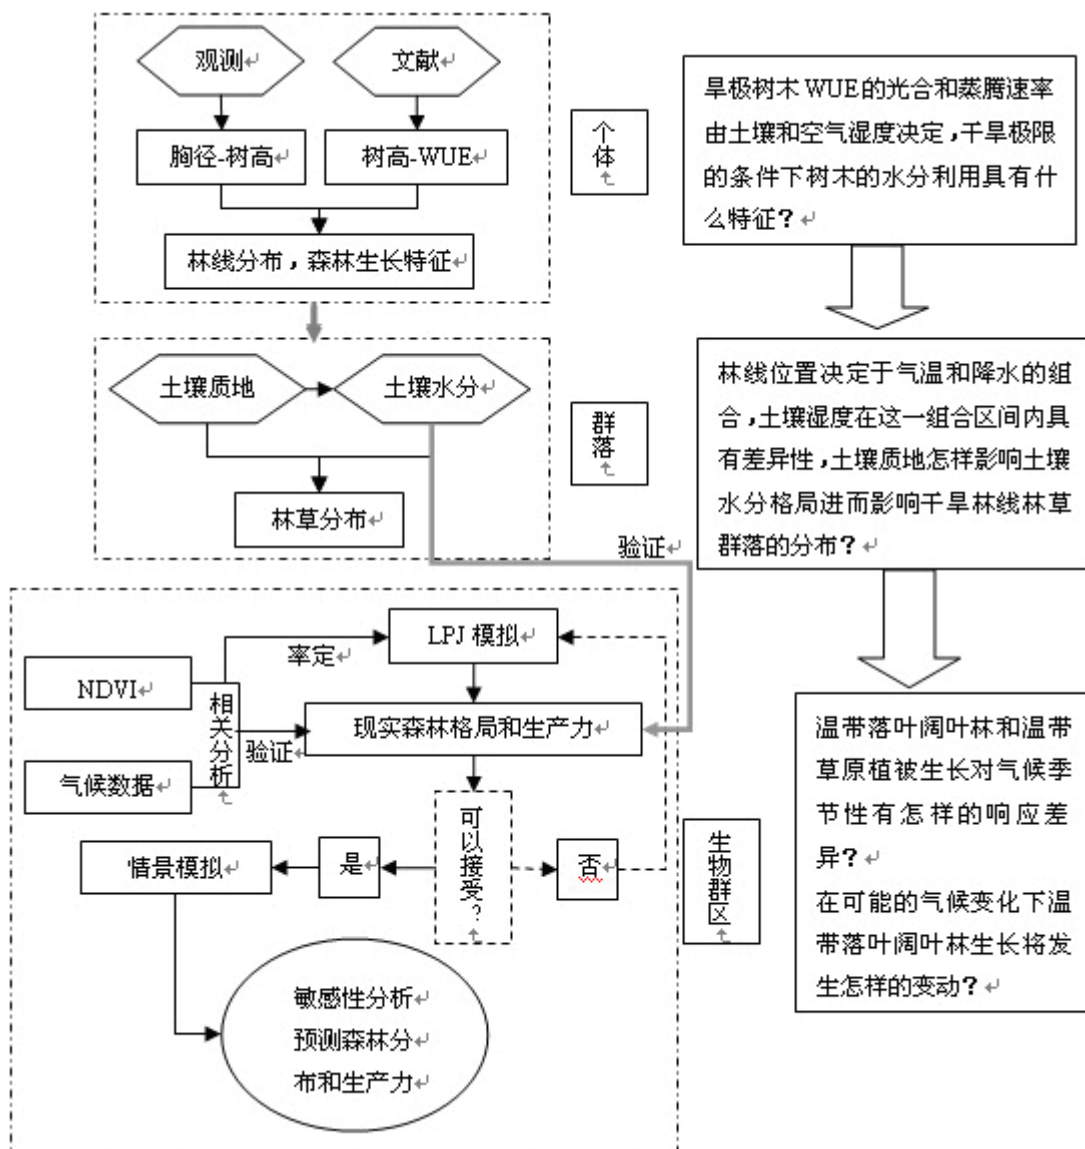 观测
文献
胸径-树高
树高-WUE
林线分布，森林生长特征
个
体
旱极树木 WUE 的光合和蒸腾速率
由土壤和空气湿度决定，干旱极限
的条件下树木的水分利用具有什
么特征？
土壤质地
土壤水分
林草分布
群
落
验证
林线位置决定于气温和降水的组
合，土壤湿度在这一组合区间内具
有差异性，土壤质地怎样影响土壤
水分格局进而影响干旱林线林草
群落的分布？
NDVI
气候数据
相关分析
率定
验证
LPJ 模拟
现实森林格局和生产力
可以接受？
是
否
情景模拟
敏感性分析
预测森林分
布和生产力
生物群区
温带落叶阔叶林和温带
草原植被生长对气候季
节性有怎样的响应差
异？
在可能的气候变化下温
带落叶阔叶林生长将发
生怎样的变动？